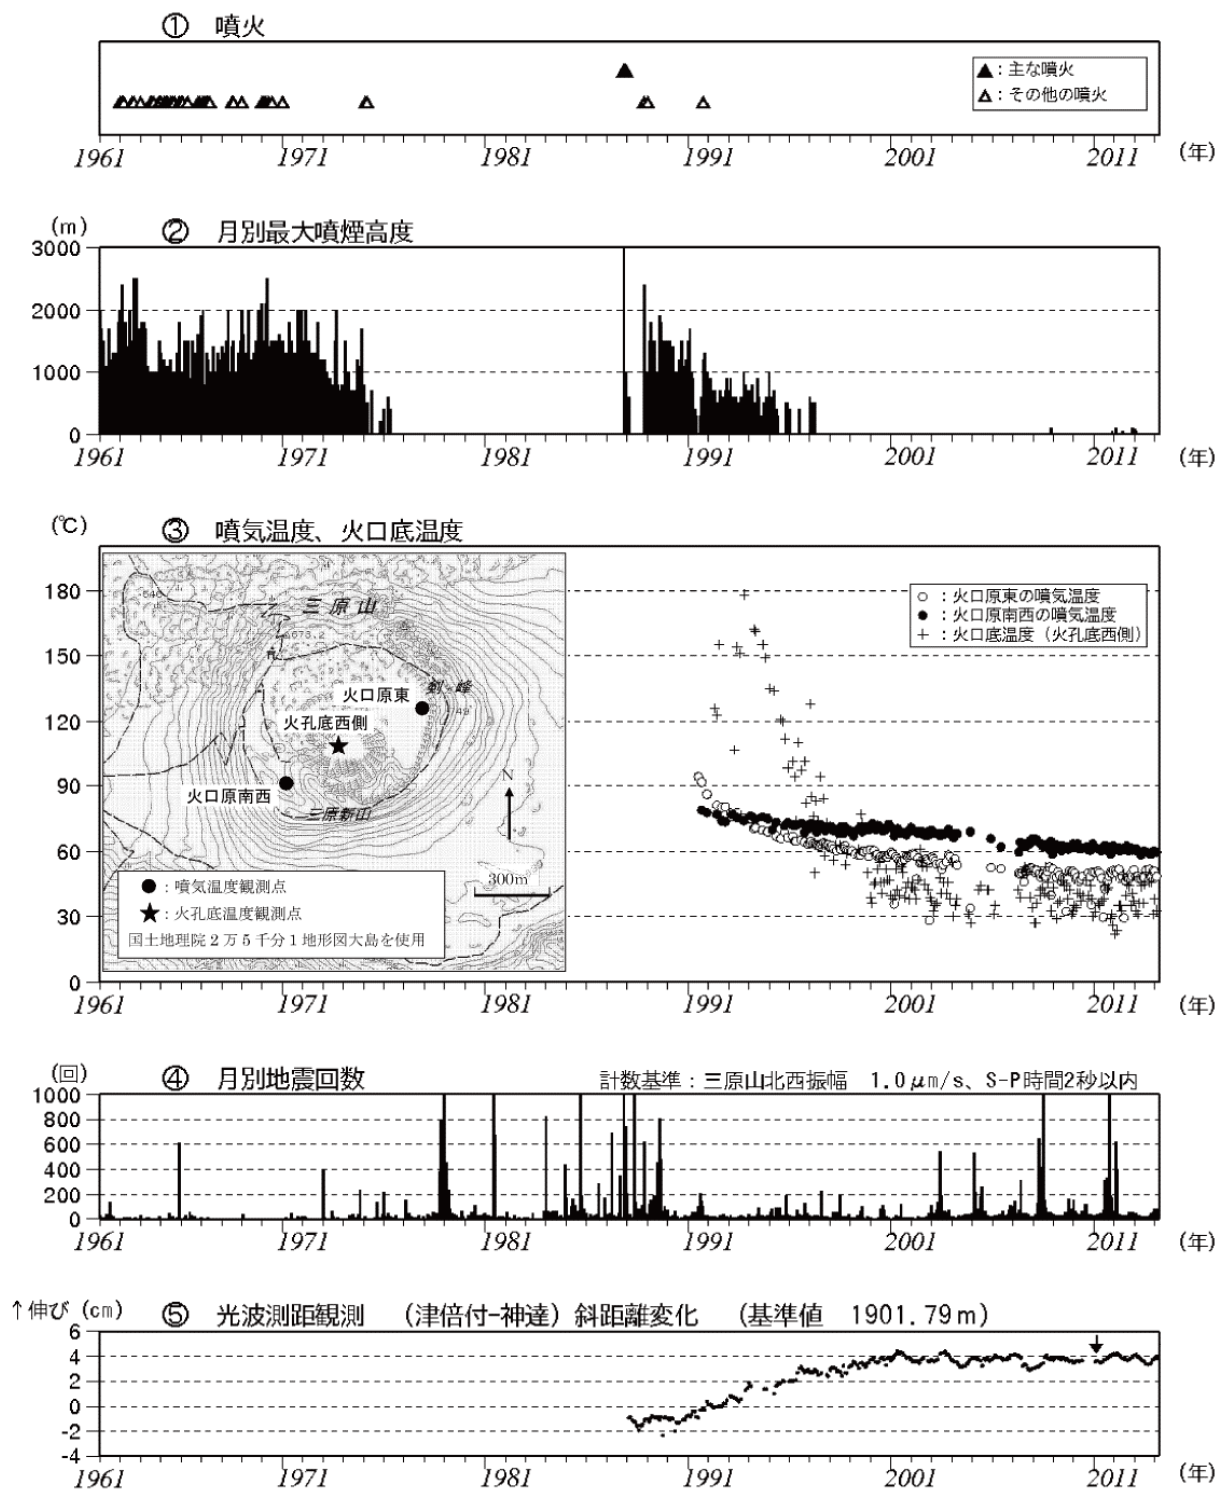 ① 噴火
▲：主な噴火
△：その他の噴火
1961 1971 1981 1991 2001 2011 (年)
(m) ② 月別最大噴煙高度
3000
2000
1000
0
1961 1971 1981 1991 2001 2011 (年)
(℃) ③ 噴気温度、火口底温度
180
150
120
90
60
30
0
○：火口原東の噴気温度
●：火口原南西の噴気温度
＋：火口底温度（火孔底西側）
三原山
剣ヶ峰
火口原東
火孔底西側
火口原南西
三原新山
N
300m
●：噴気温度観測点
★：火孔底温度観測点
国土地理院２万５千分１地形図大島を使用
1961 1971 1981 1991 2001 2011 (年)
(回) ④ 月別地震回数 計数基準：三原山北西振幅 1.0μm/s、S-P時間2秒以内
1000
800
600
400
200
0
1961 1971 1981 1991 2001 2011 (年)
↑伸び (cm) ⑤ 光波測距観測 （津倍付-神達）斜距離変化 （基準値 1901.79m）
6
4
2
0
-2
-4
1961 1971 1981 1991 2001 2011 (年)